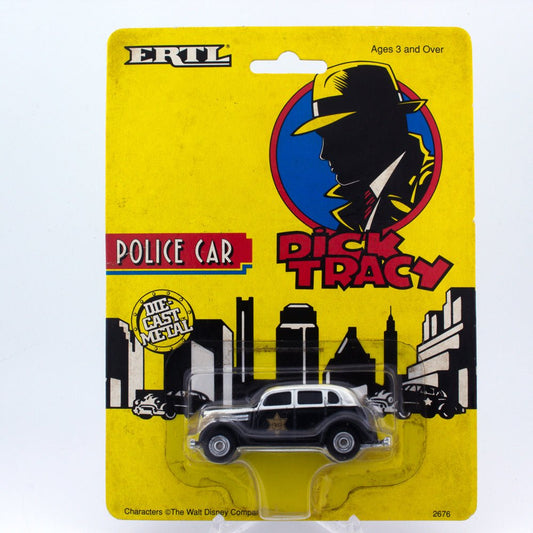 ERTL®
Ages 3 and Over
POLICE CAR
DICK
TRACY
DIE-
CAST
METAL
Characters ©The Walt Disney Compa
2676